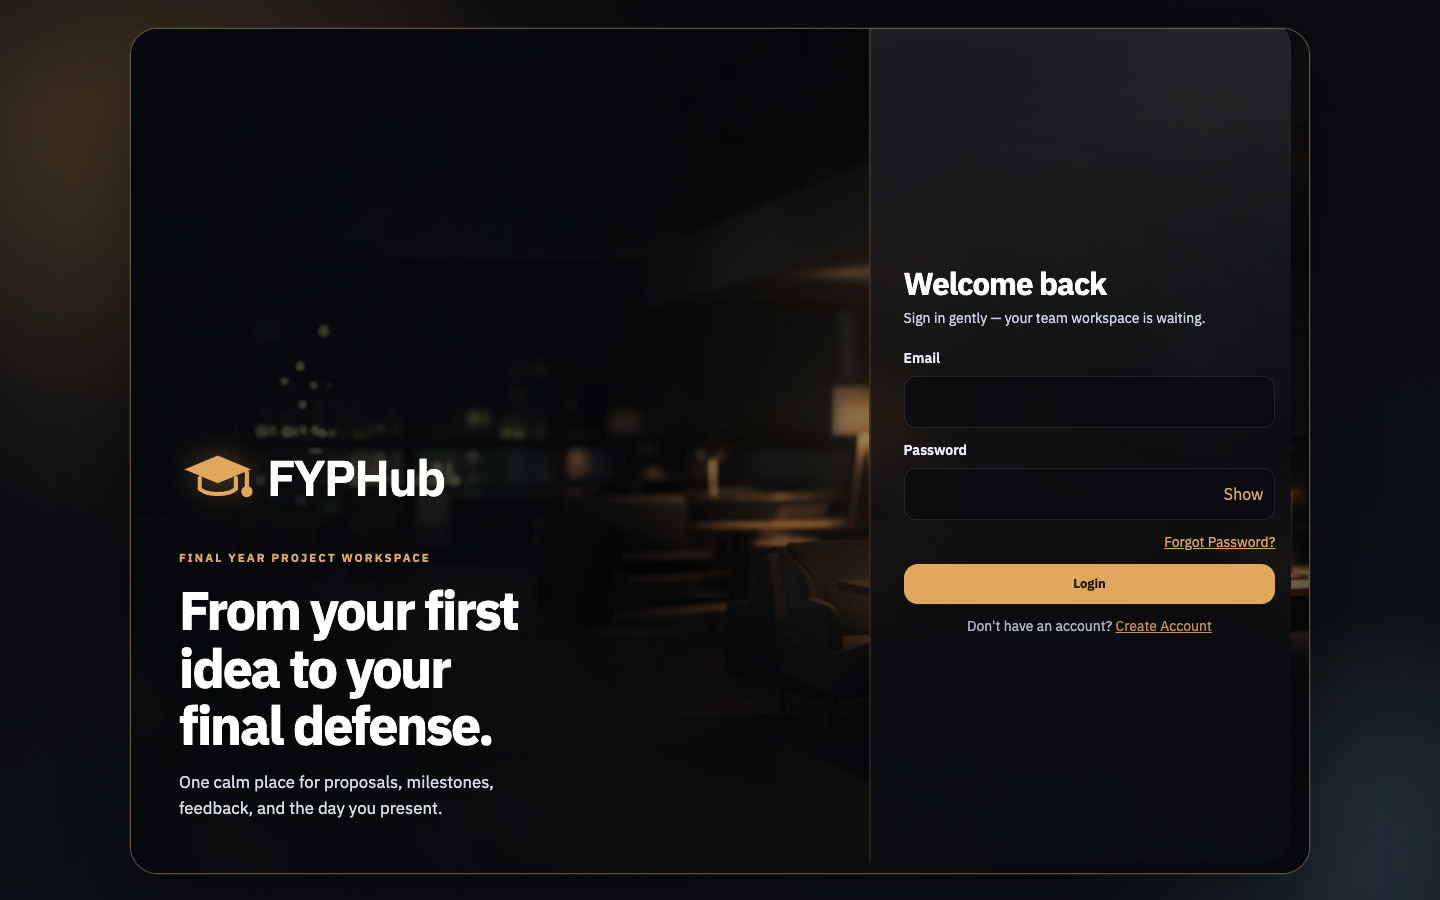 FYPHub
FINAL YEAR PROJECT WORKSPACE
From your first
idea to your
final defense.
One calm place for proposals, milestones,
feedback, and the day you present.
Welcome back
Sign in gently — your team workspace is waiting.
Email
Password
Show
Forgot Password?
Login
Don't have an account? Create Account